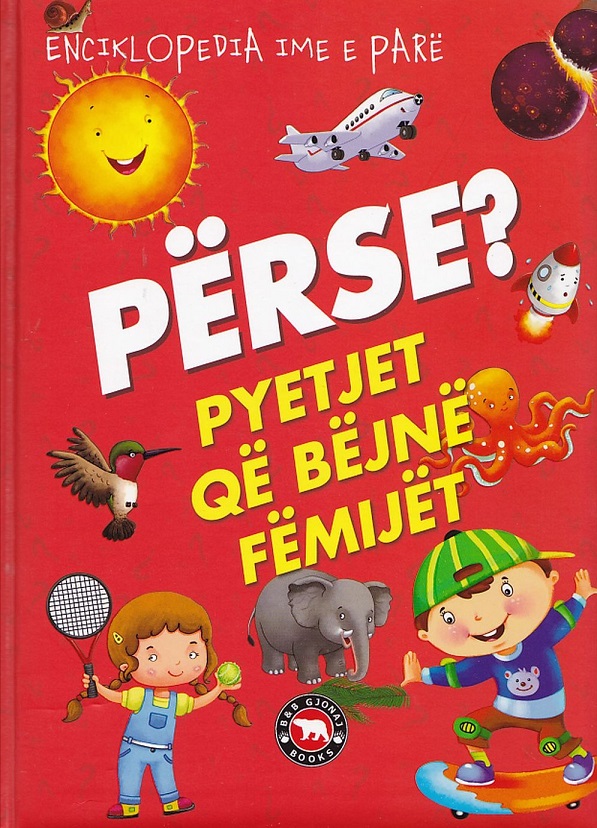 ENCIKLOPEDIA IME E PARË
PËRSE?
PYETJET
QË BËJNË
FËMIJËT
B&B GJONAJ
BOOKS